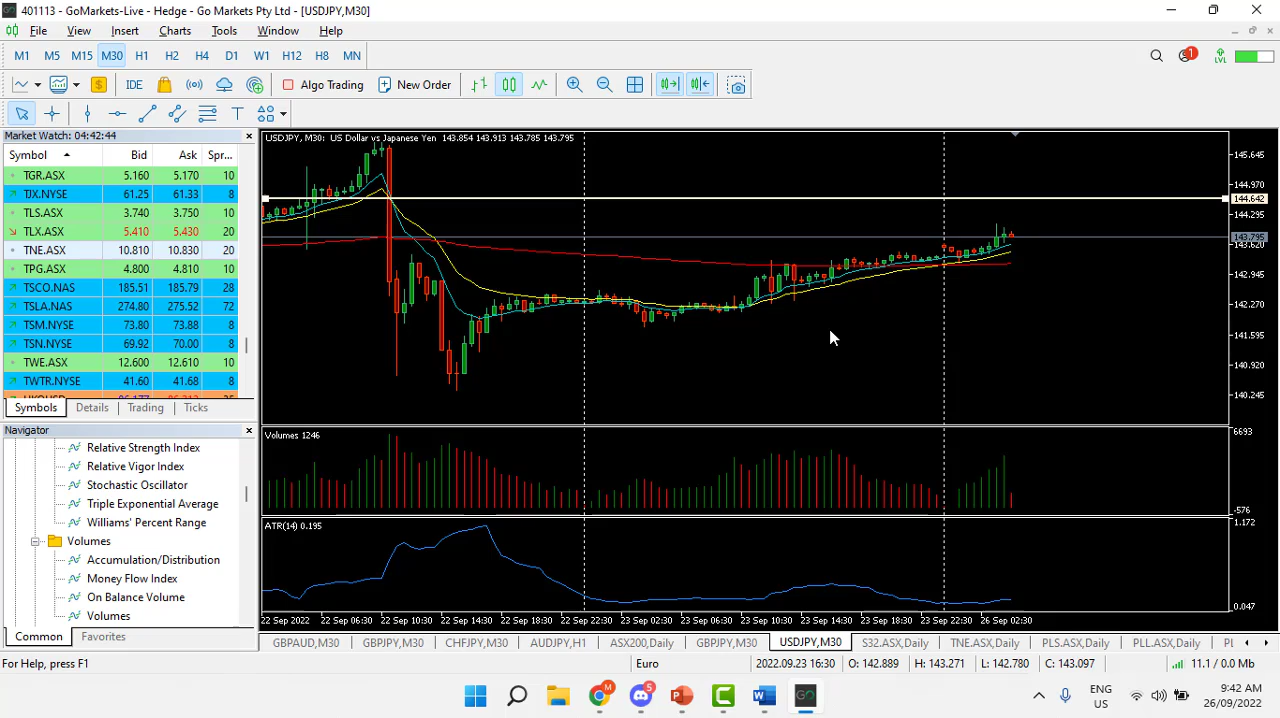 401113 - GoMarkets-Live - Hedge - Go Markets Pty Ltd - [USDJPY,M30]
File View Insert Charts Tools Window Help
M1 M5 M15 M30 H1 H2 H4 D1 W1 H12 H8 MN
1 LVL
IDE Algo Trading New Order
Market Watch: 04:42:44
Symbol Bid Ask Spr...
TGR.ASX 5.160 5.170 10
TJX.NYSE 61.25 61.33 8
TLS.ASX 3.740 3.750 10
TLX.ASX 5.410 5.430 20
TNE.ASX 10.810 10.830 20
TPG.ASX 4.800 4.810 10
TSCO.NAS 185.51 185.79 28
TSLA.NAS 274.80 275.52 72
TSM.NYSE 73.80 73.88 8
TSN.NYSE 69.92 70.00 8
TWE.ASX 12.600 12.610 10
TWTR.NYSE 41.60 41.68 8
Symbols Details Trading Ticks
Navigator
Relative Strength Index
Relative Vigor Index
Stochastic Oscillator
Triple Exponential Average
Williams' Percent Range
Volumes
Accumulation/Distribution
Money Flow Index
On Balance Volume
Volumes
Common Favorites
USDJPY, M30: US Dollar vs Japanese Yen 143.854 143.913 143.785 143.795
145.645
144.970
144.642
144.295
143.795
143.620
142.945
142.270
141.595
140.920
140.245
Volumes 1246
6693
-576
ATR(14) 0.195
1.172
0.047
22 Sep 2022 22 Sep 06:30 22 Sep 10:30 22 Sep 14:30 22 Sep 18:30 22 Sep 22:30 23 Sep 02:30 23 Sep 06:30 23 Sep 10:30 23 Sep 14:30 23 Sep 18:30 23 Sep 22:30 26 Sep 02:30
GBPAUD,M30 GBPJPY,M30 CHFJPY,M30 AUDJPY,H1 ASX200,Daily GBPJPY,M30 USDJPY,M30 S32.ASX,Daily TNE.ASX,Daily PLS.ASX,Daily PLL.ASX,Daily
For Help, press F1 Euro 2022.09.23 16:30 O: 142.889 H: 143.271 L: 142.780 C: 143.097 11.1 / 0.0 Mb
M 5 P W GO ENG US 9:42 AM 26/09/2022